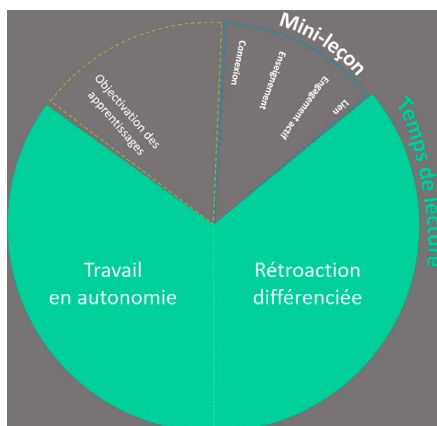 Mini-leçon
Connexion
Enseignement
Engagement actif
Lien
Objectivation des
apprentissages
Temps de lecture
Travail
en autonomie
Rétroaction
différenciée